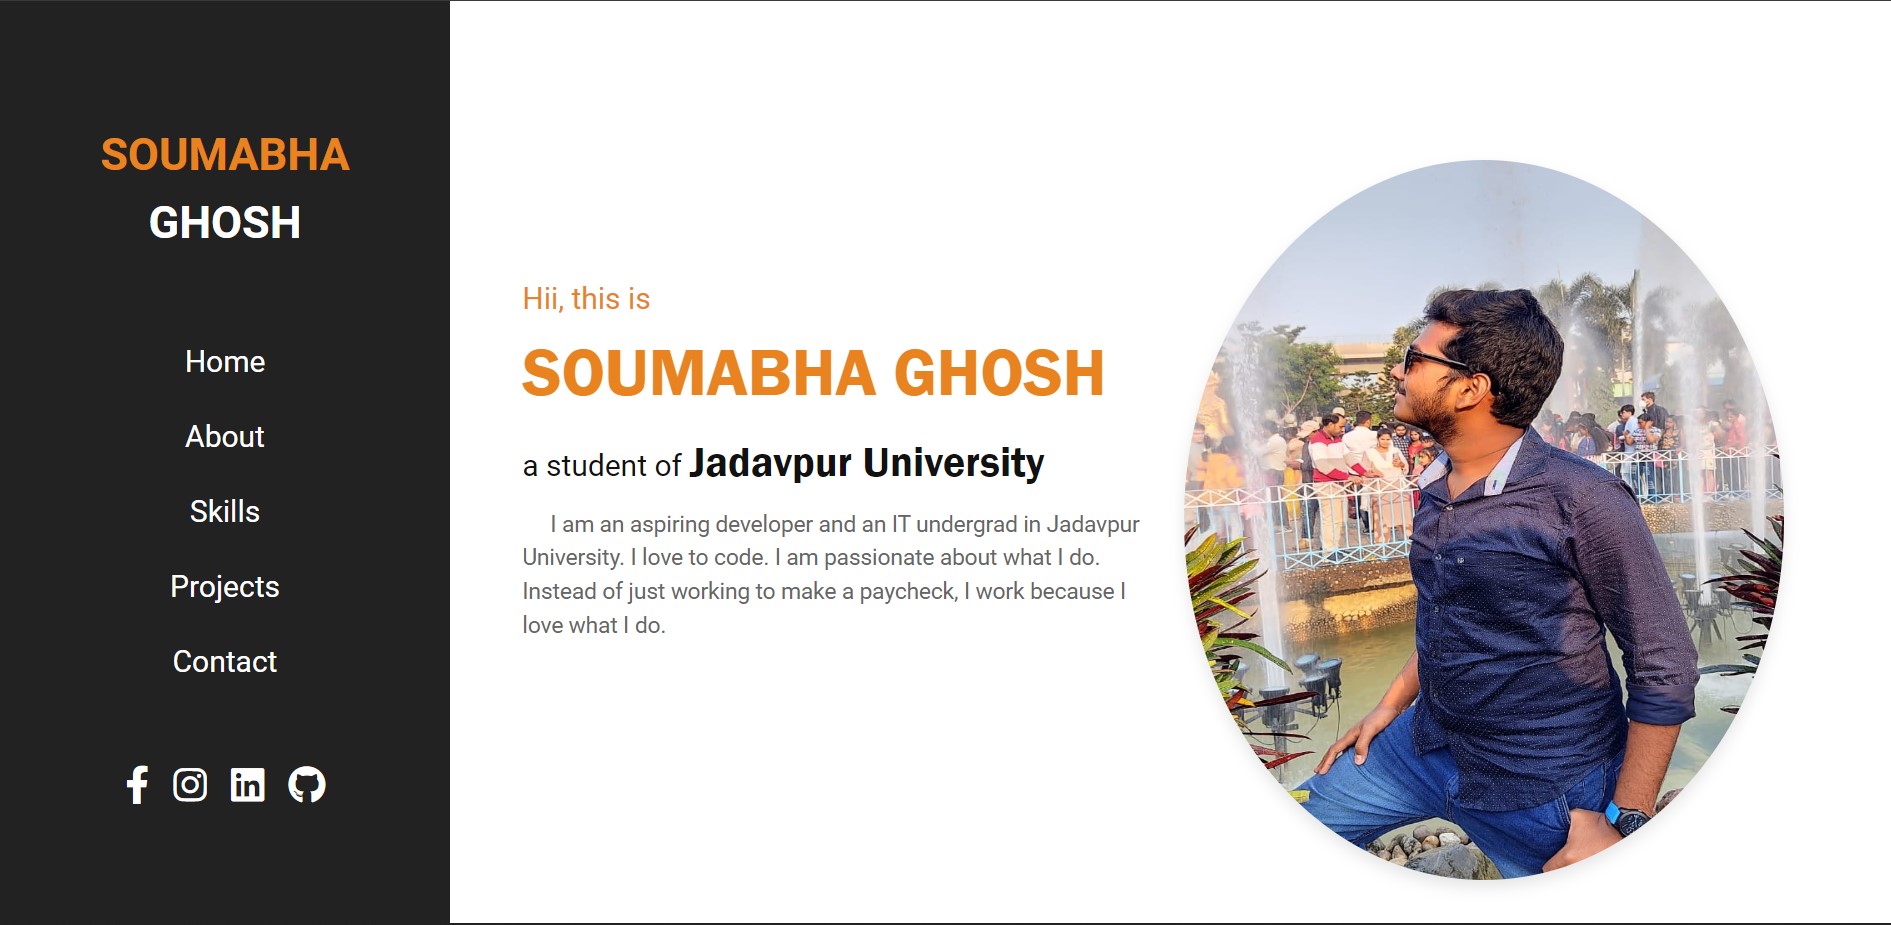 SOUMABHA
GHOSH
Home
About
Skills
Projects
Contact
Hii, this is
SOUMABHA GHOSH
a student of Jadavpur University
I am an aspiring developer and an IT undergrad in Jadavpur
University. I love to code. I am passionate about what I do.
Instead of just working to make a paycheck, I work because I
love what I do.